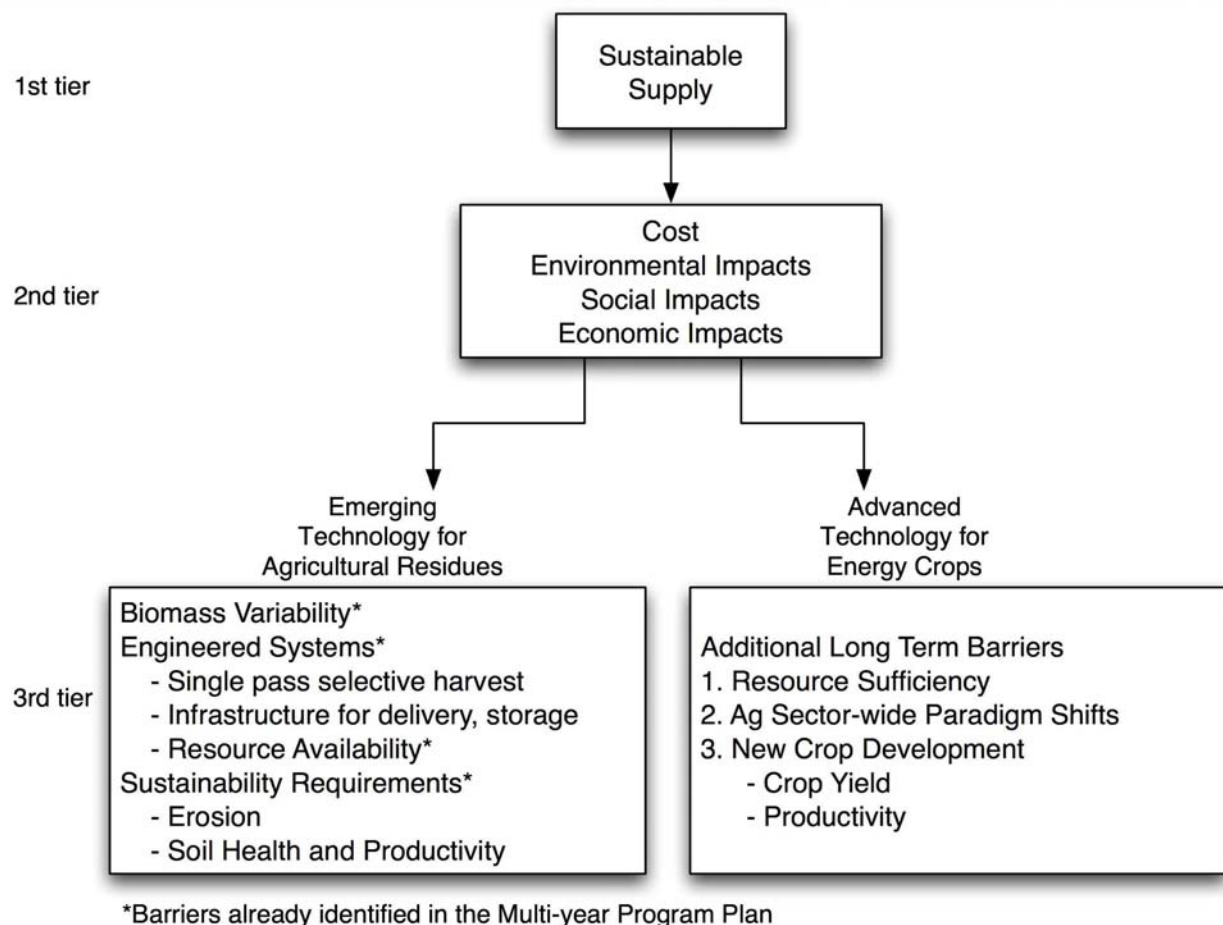 1st tier
Sustainable
Supply
2nd tier
Cost
Environmental Impacts
Social Impacts
Economic Impacts
Emerging
Technology for
Agricultural Residues
Advanced
Technology for
Energy Crops
3rd tier
Biomass Variability*
Engineered Systems*
- Single pass selective harvest
- Infrastructure for delivery, storage
- Resource Availability*
Sustainability Requirements*
- Erosion
- Soil Health and Productivity
Additional Long Term Barriers
1. Resource Sufficiency
2. Ag Sector-wide Paradigm Shifts
3. New Crop Development
- Crop Yield
- Productivity
*Barriers already identified in the Multi-year Program Plan